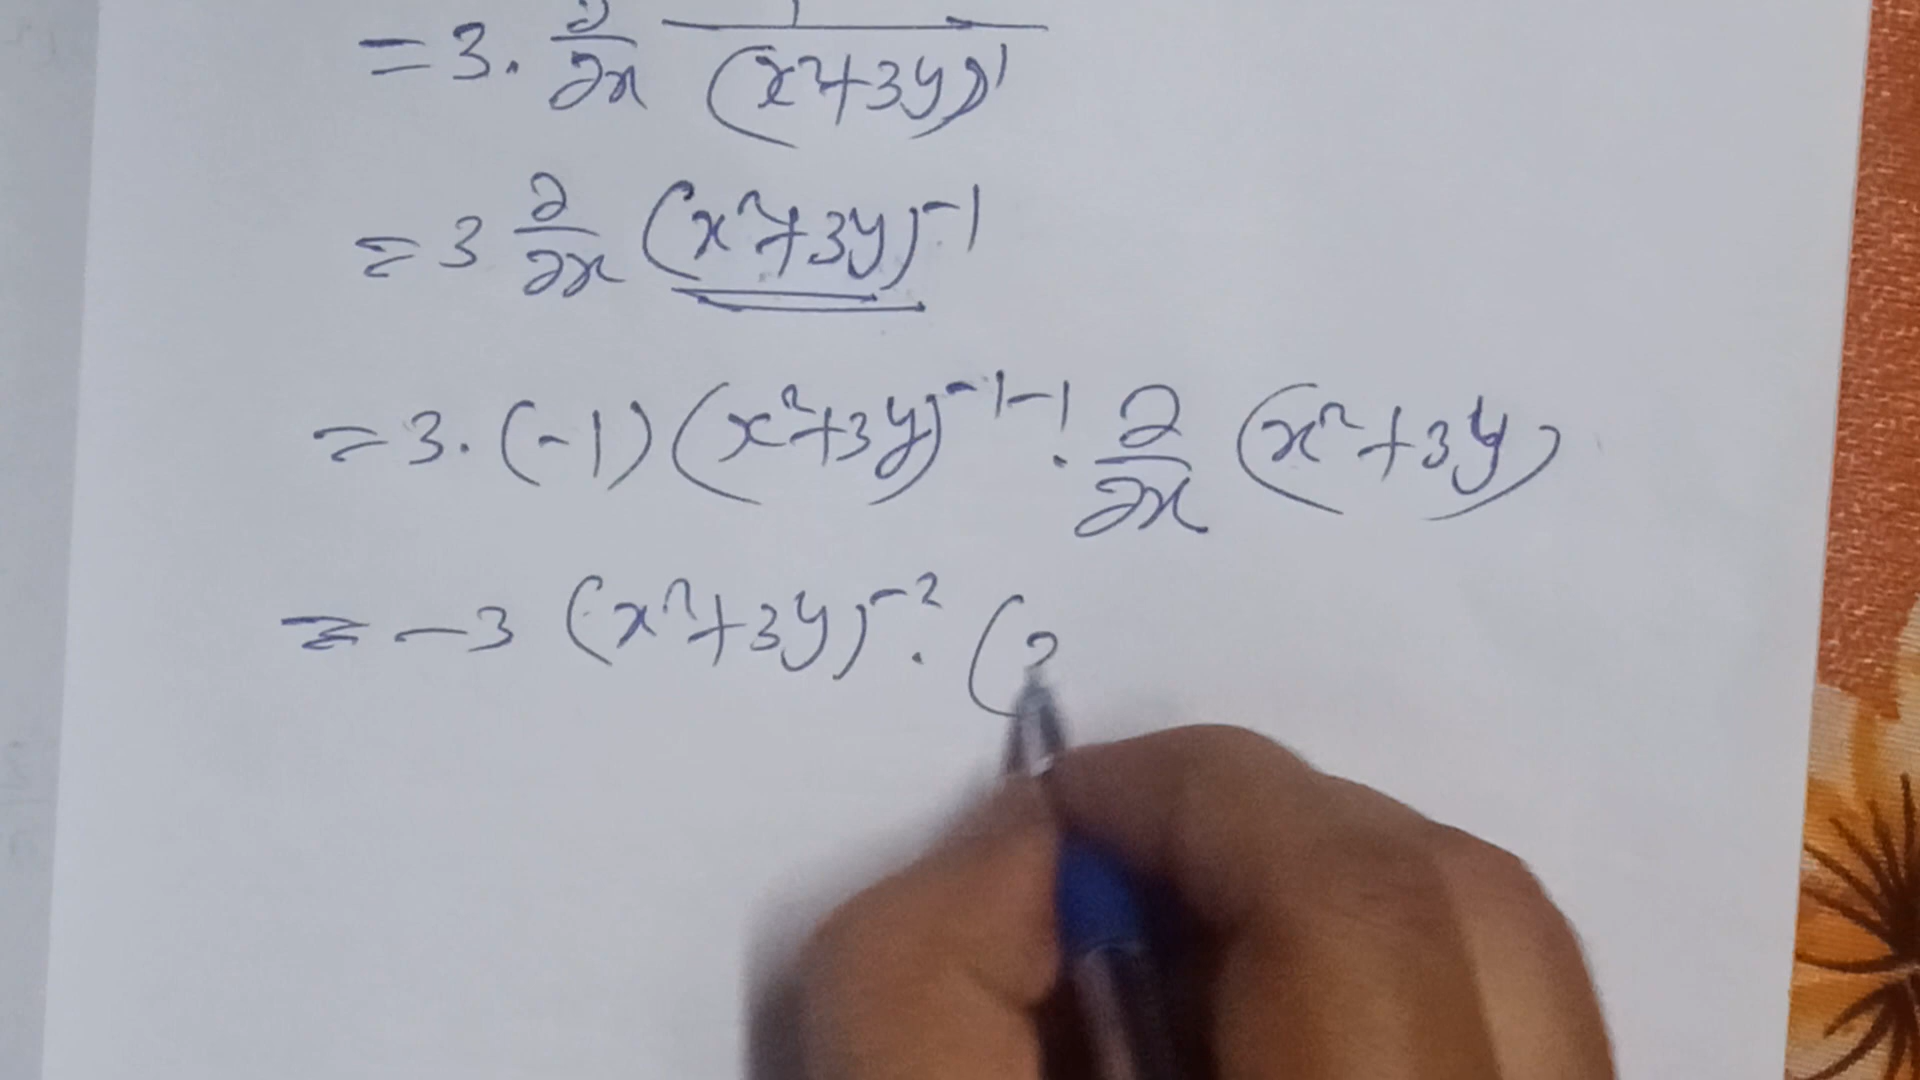 = 3. ∂/∂x 1/(x²+3y)¹
= 3 ∂/∂x (x²+3y)⁻¹
= 3. (-1) (x²+3y)⁻¹⁻¹ . ∂/∂x (x²+3y)
= -3 (x²+3y)⁻² . (2